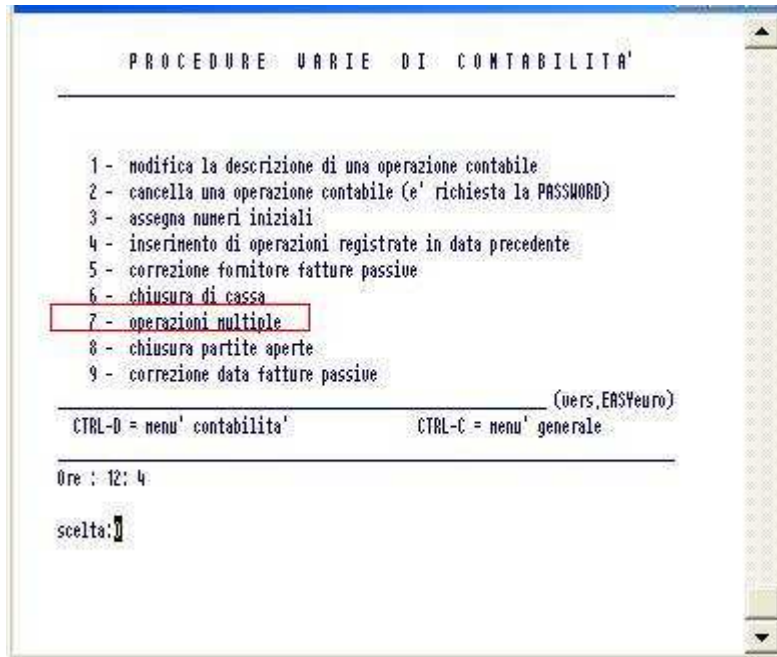 PROCEDURE VARIE DI CONTABILITA'
1 - modifica la descrizione di una operazione contabile
2 - cancella una operazione contabile (e' richiesta la PASSWORD)
3 - assegna numeri iniziali
4 - inserimento di operazioni registrate in data precedente
5 - correzione fornitore fatture passive
6 - chiusura di cassa
7 - operazioni multiple
8 - chiusura partite aperte
9 - correzione data fatture passive
(vers.EASYeuro)
CTRL-D = menu' contabilita' CTRL-C = menu' generale
Ore : 12: 4
scelta: